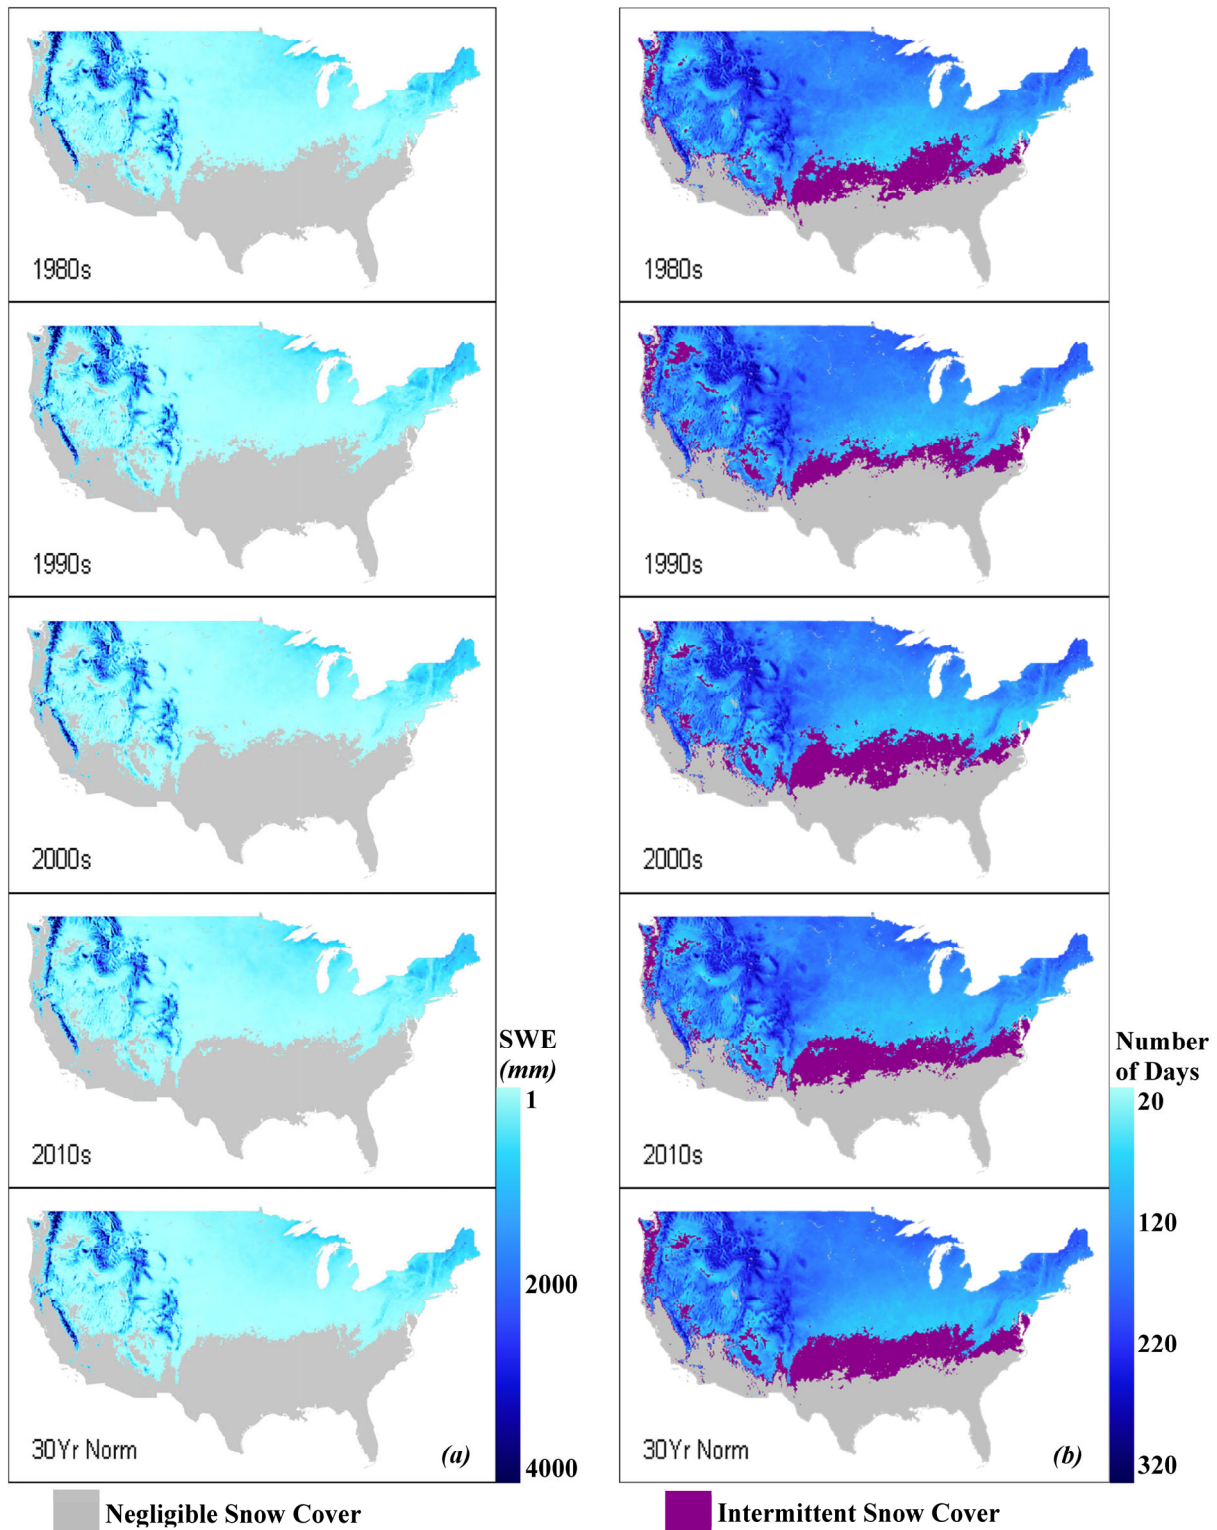 1980s
1980s
1990s
1990s
2000s
2000s
SWE
(mm)
1
2000
4000
2010s
Number
of Days
20
120
220
320
2010s
30Yr Norm
(a)
30Yr Norm
(b)
Negligible Snow Cover
Intermittent Snow Cover